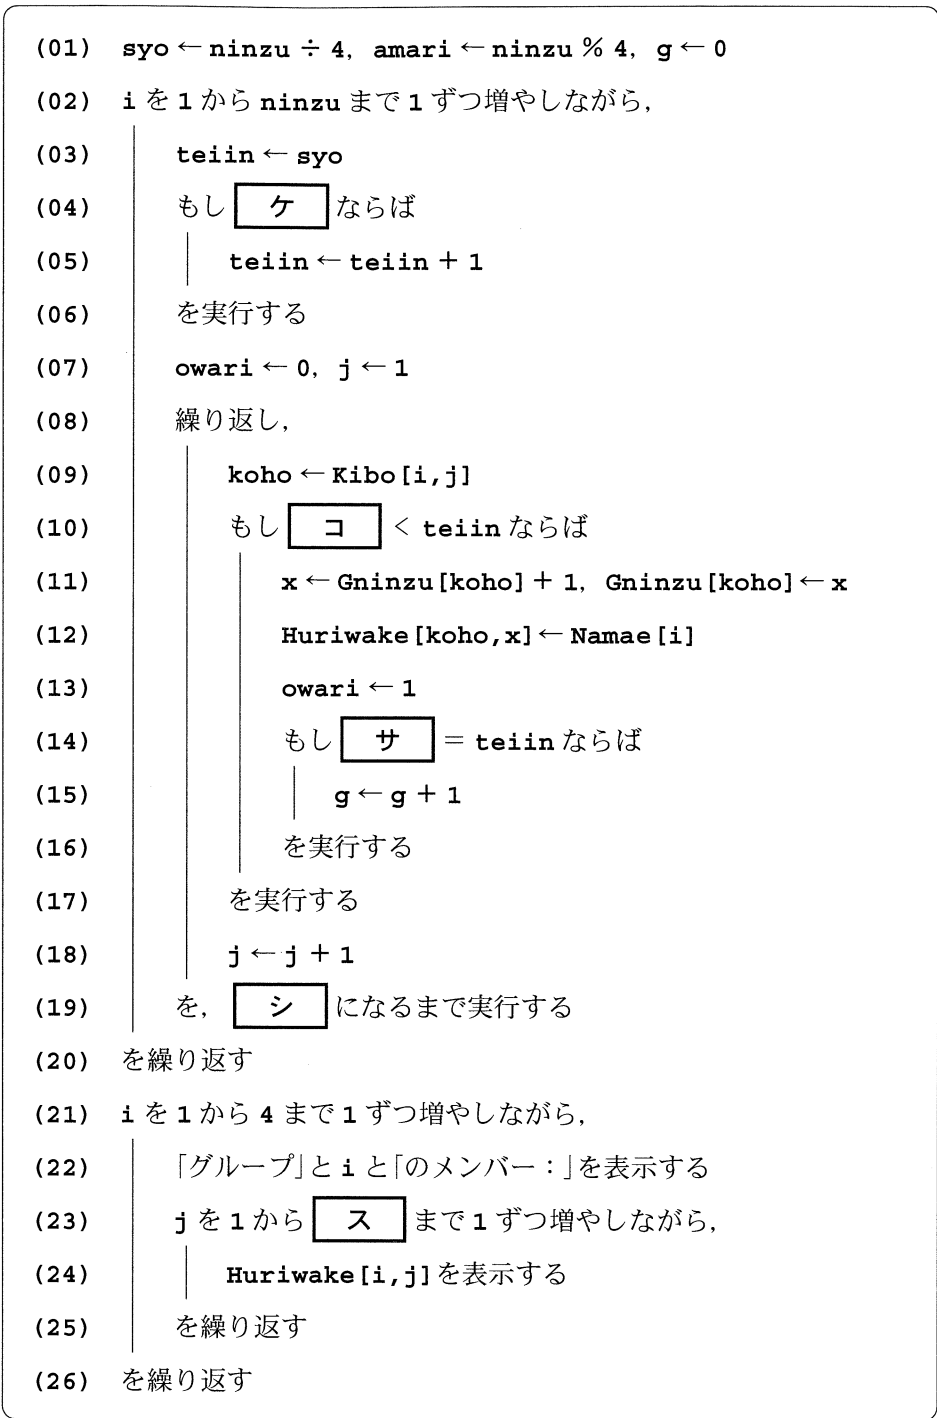 (01) syo ← ninzu ÷ 4, amari ← ninzu % 4, g ← 0
(02) i を 1 から ninzu まで 1 ずつ増やしながら,
(03) teiin ← syo
(04) もし ケ ならば
(05) teiin ← teiin + 1
(06) を実行する
(07) owari ← 0, j ← 1
(08) 繰り返し,
(09) koho ← Kibo[i,j]
(10) もし コ < teiin ならば
(11) x ← Gninzu[koho] + 1, Gninzu[koho] ← x
(12) Huriwake[koho,x] ← Namae[i]
(13) owari ← 1
(14) もし サ = teiin ならば
(15) g ← g + 1
(16) を実行する
(17) を実行する
(18) j ← j + 1
(19) を, シ になるまで実行する
(20) を繰り返す
(21) i を 1 から 4 まで 1 ずつ増やしながら,
(22) 「グループ」と i と「のメンバー:」を表示する
(23) j を 1 から ス まで 1 ずつ増やしながら,
(24) Huriwake[i,j] を表示する
(25) を繰り返す
(26) を繰り返す